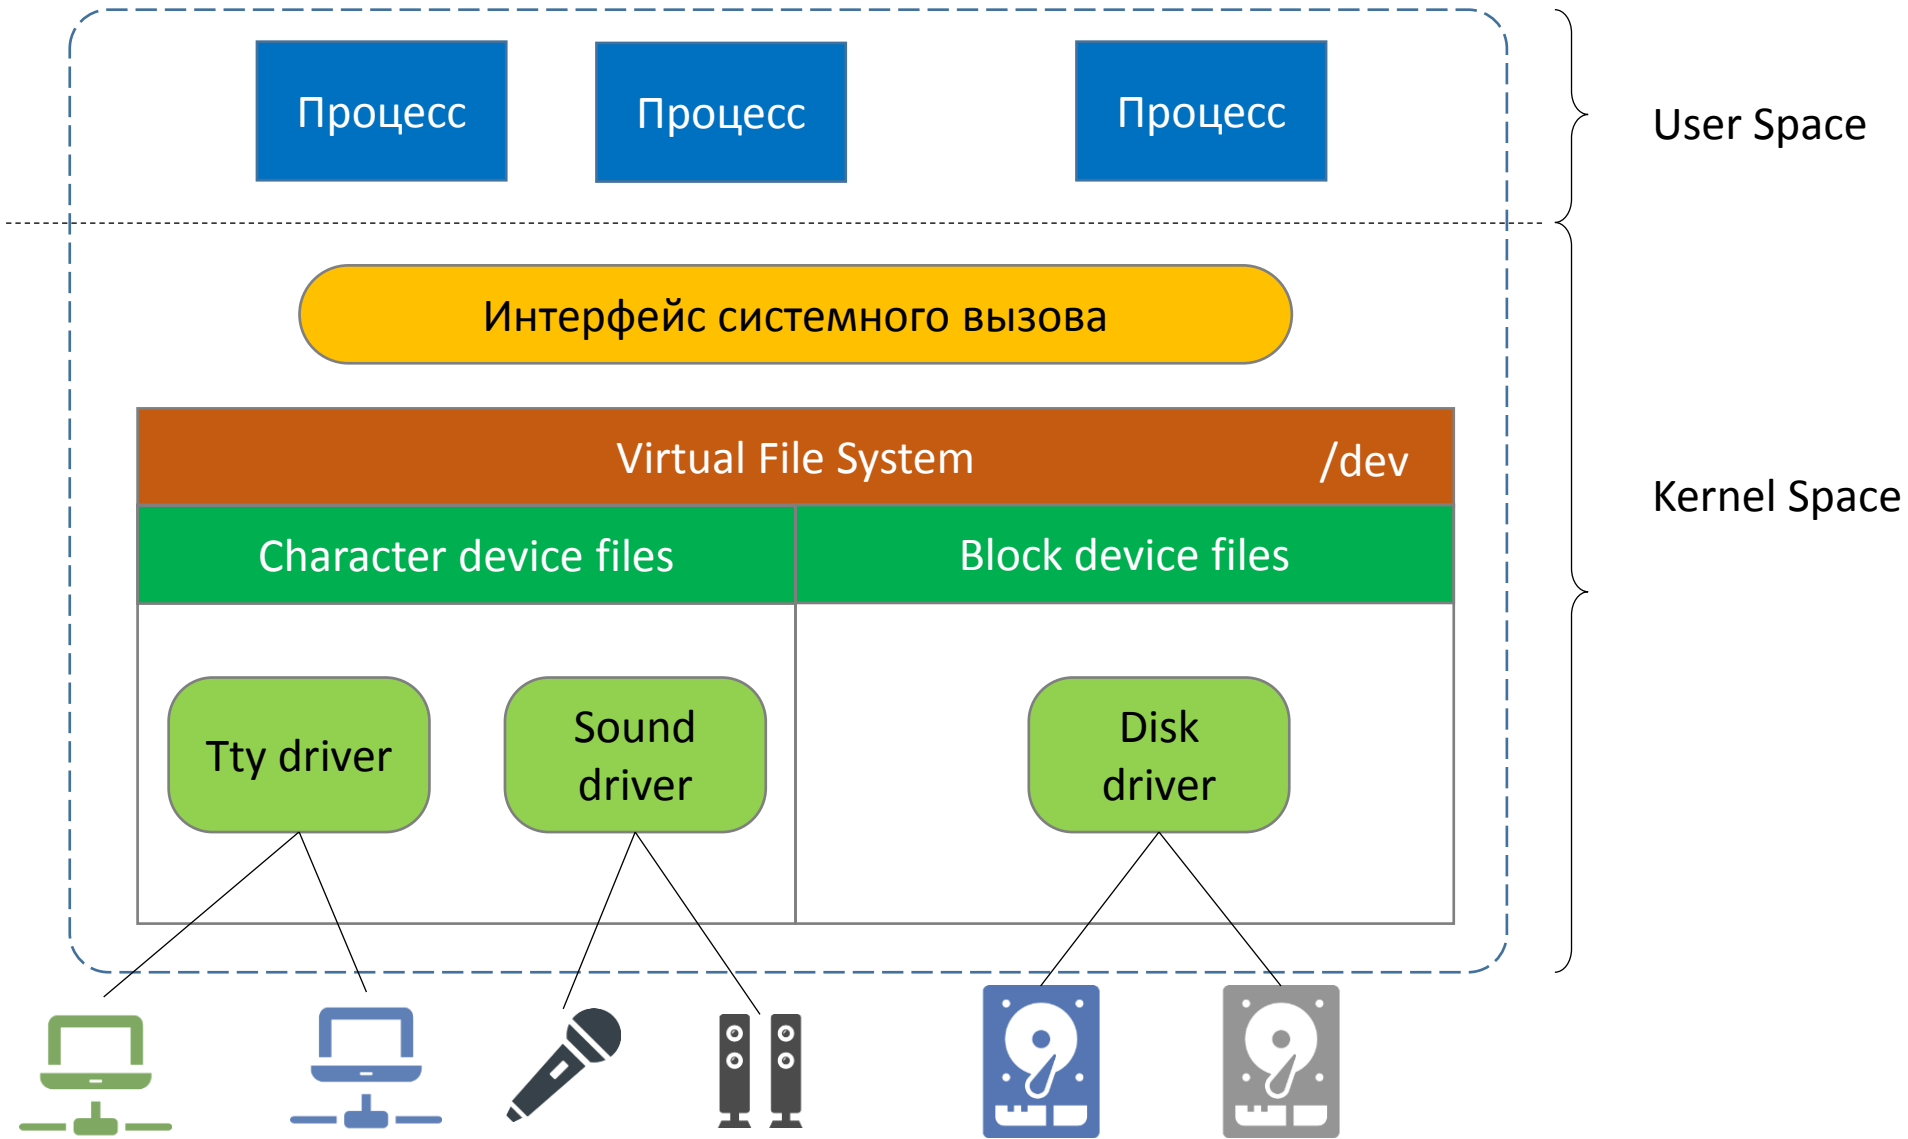 Процесс
Процесс
Процесс
User Space
Интерфейс системного вызова
Virtual File System
/dev
Kernel Space
Character device files
Block device files
Tty driver
Sound
driver
Disk
driver